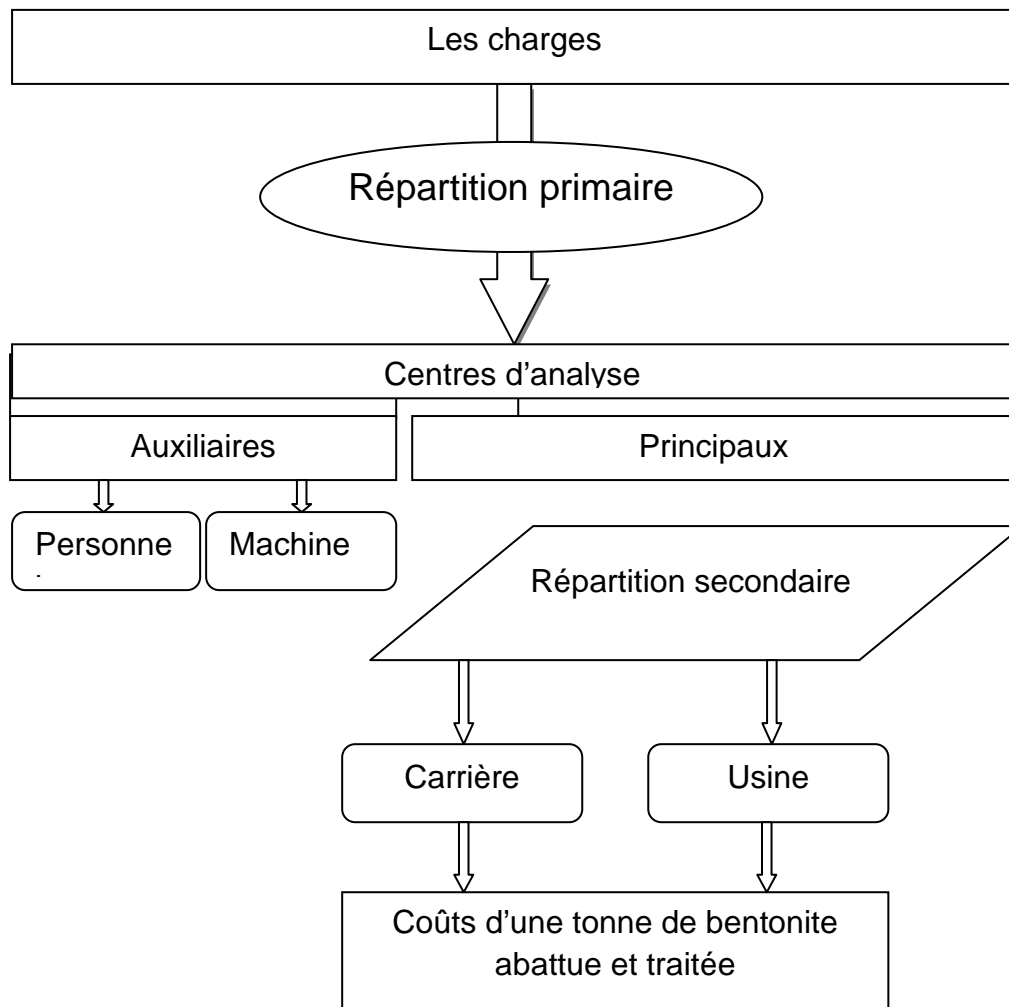 Les charges
Répartition primaire
Centres d'analyse
Auxiliaires
Principaux
Personne
Machine
Répartition secondaire
Carrière
Usine
Coûts d'une tonne de bentonite
abattue et traitée